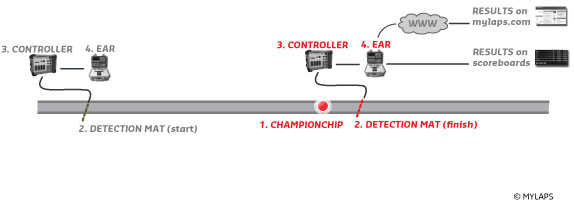 RESULTS on
mylaps.com
WWW
3. CONTROLLER
4. EAR
RESULTS on
scoreboards
3. CONTROLLER
4. EAR
1. CHAMPIONCHIP
2. DETECTION MAT (finish)
2. DETECTION MAT (start)
© MYLAPS